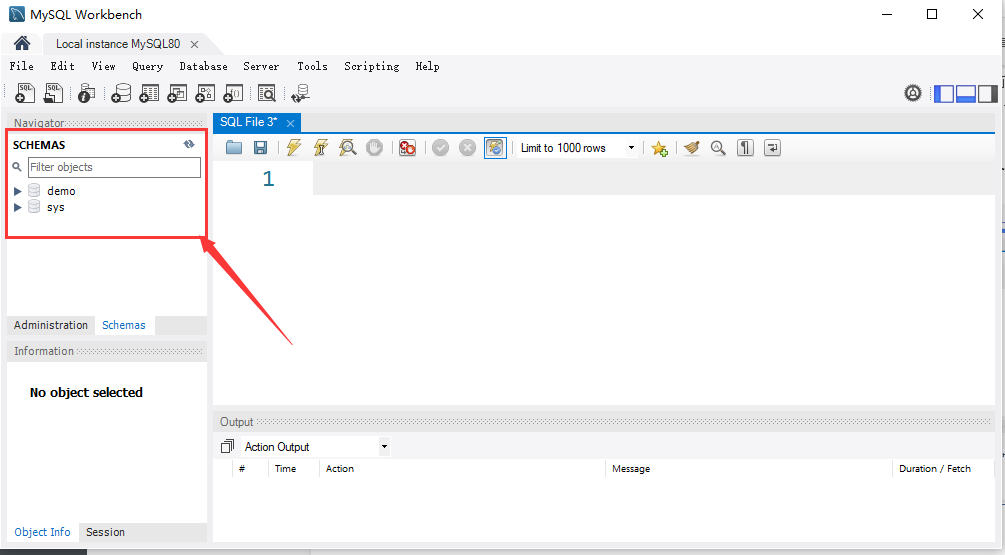 MySQL Workbench
Local instance MySQL80
File Edit View Query Database Server Tools Scripting Help
Navigator
SCHEMAS
Filter objects
demo
sys
Administration Schemas
Information
No object selected
Object Info Session
SQL File 3*
Limit to 1000 rows
1
Output
Action Output
# Time Action Message Duration / Fetch